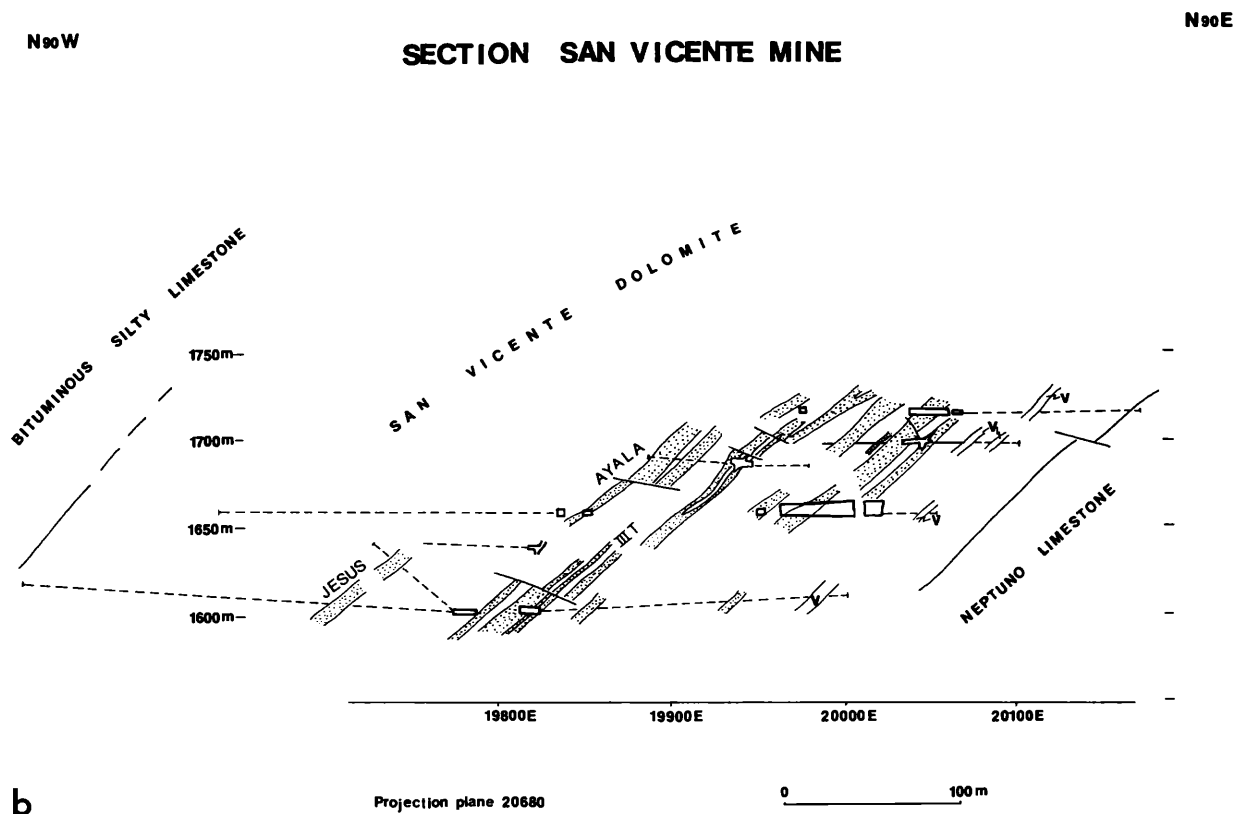 N90W
N90E
SECTION SAN VICENTE MINE
BITUMINOUS SILTY LIMESTONE
SAN VICENTE DOLOMITE
1750m
1700m
1650m
1600m
AYALA
JESUS
IIIT
V
V
V
V
NEPTUNO LIMESTONE
19800E
19900E
20000E
20100E
b
Projection plane 20680
0
100 m